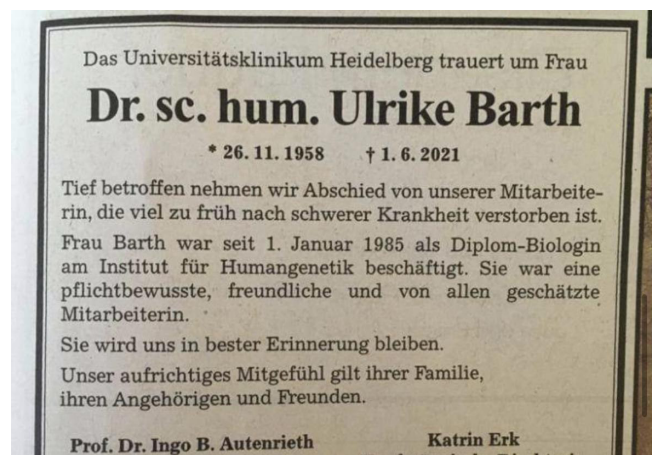 Das Universitätsklinikum Heidelberg trauert um Frau
Dr. sc. hum. Ulrike Barth
* 26. 11. 1958 † 1. 6. 2021
Tief betroffen nehmen wir Abschied von unserer Mitarbeite-
rin, die viel zu früh nach schwerer Krankheit verstorben ist.
Frau Barth war seit 1. Januar 1985 als Diplom-Biologin
am Institut für Humangenetik beschäftigt. Sie war eine
pflichtbewusste, freundliche und von allen geschätzte
Mitarbeiterin.
Sie wird uns in bester Erinnerung bleiben.
Unser aufrichtiges Mitgefühl gilt ihrer Familie,
ihren Angehörigen und Freunden.
Prof. Dr. Ingo B. Autenrieth Katrin Erk